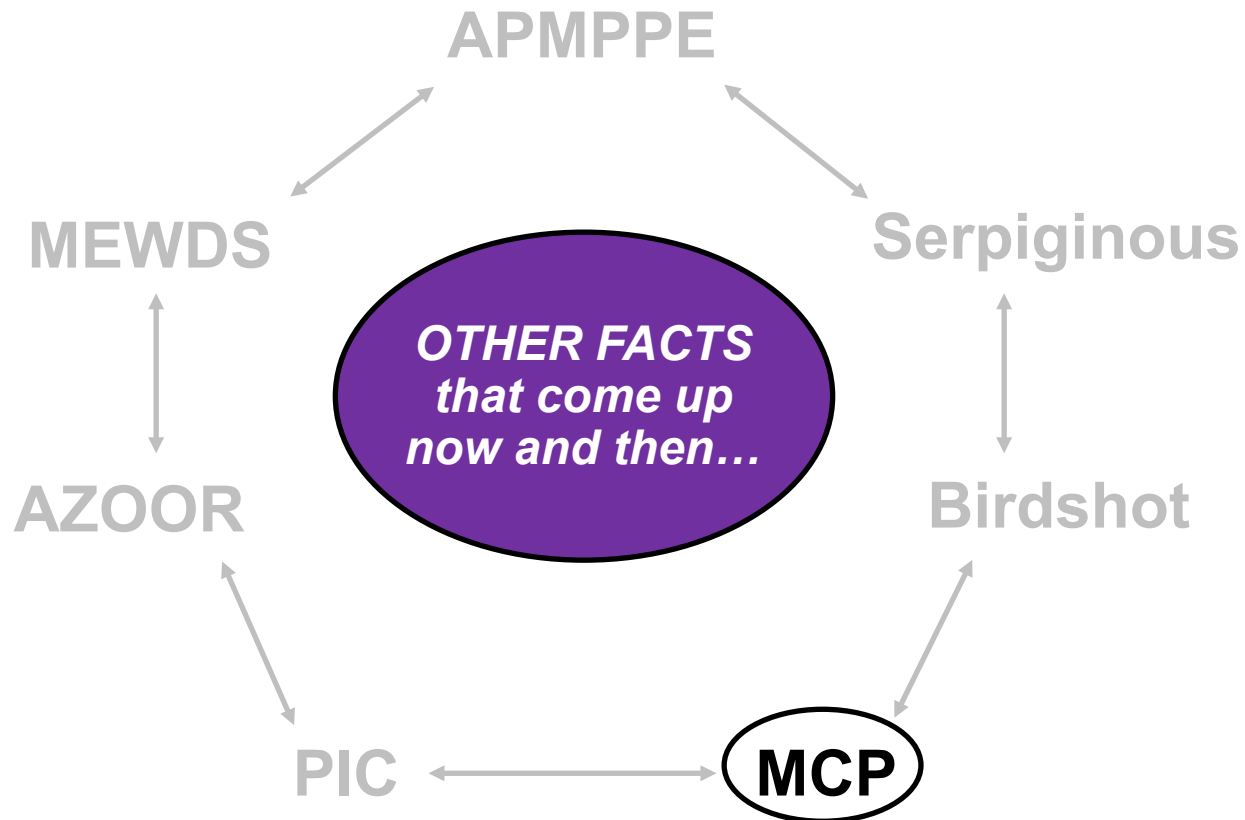 APMPPE
MEWDS
Serpiginous
OTHER FACTS
that come up
now and then…
AZOOR
Birdshot
PIC
MCP